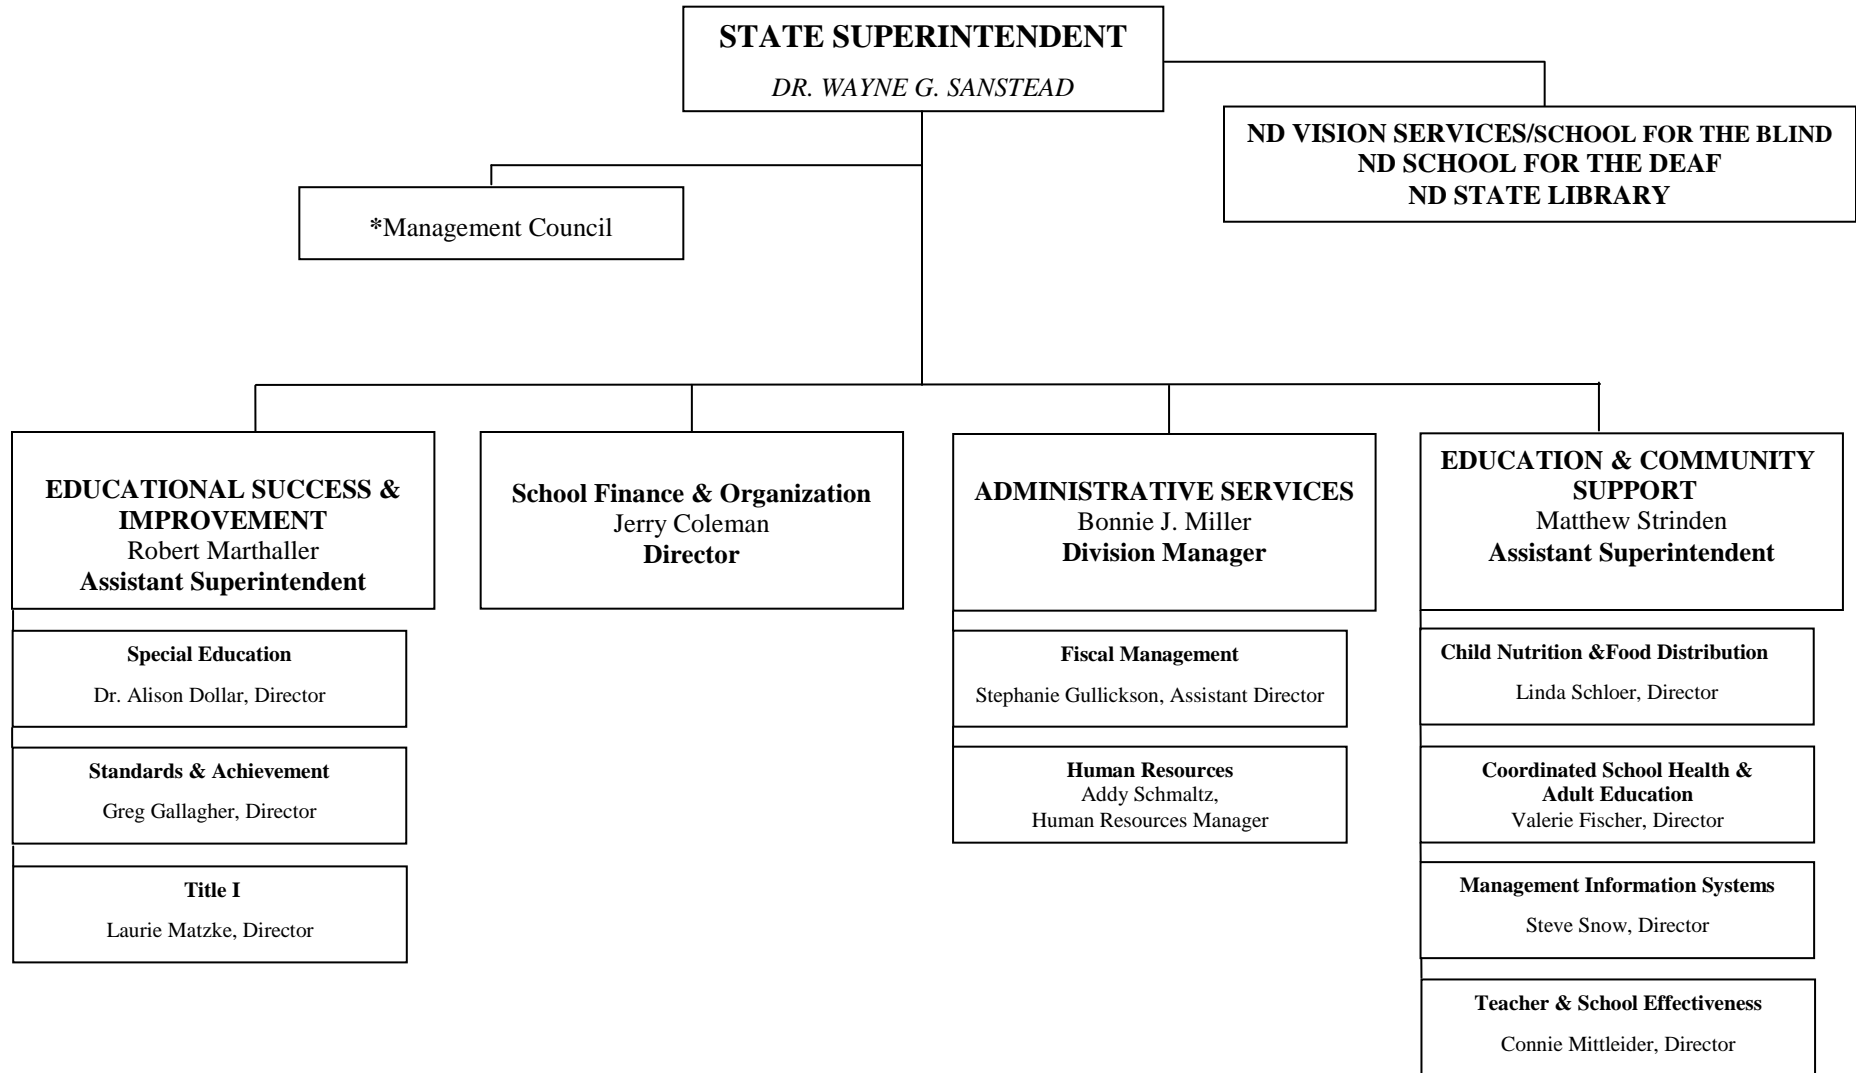 STATE SUPERINTENDENT
DR. WAYNE G. SANSTEAD
ND VISION SERVICES/SCHOOL FOR THE BLIND
ND SCHOOL FOR THE DEAF
ND STATE LIBRARY
*Management Council
EDUCATIONAL SUCCESS &
IMPROVEMENT
Robert Marthaller
Assistant Superintendent
Special Education
Dr. Alison Dollar, Director
Standards & Achievement
Greg Gallagher, Director
Title I
Laurie Matzke, Director
School Finance & Organization
Jerry Coleman
Director
ADMINISTRATIVE SERVICES
Bonnie J. Miller
Division Manager
Fiscal Management
Stephanie Gullickson, Assistant Director
Human Resources
Addy Schmaltz,
Human Resources Manager
EDUCATION & COMMUNITY
SUPPORT
Matthew Strinden
Assistant Superintendent
Child Nutrition &Food Distribution
Linda Schloer, Director
Coordinated School Health &
Adult Education
Valerie Fischer, Director
Management Information Systems
Steve Snow, Director
Teacher & School Effectiveness
Connie Mittleider, Director